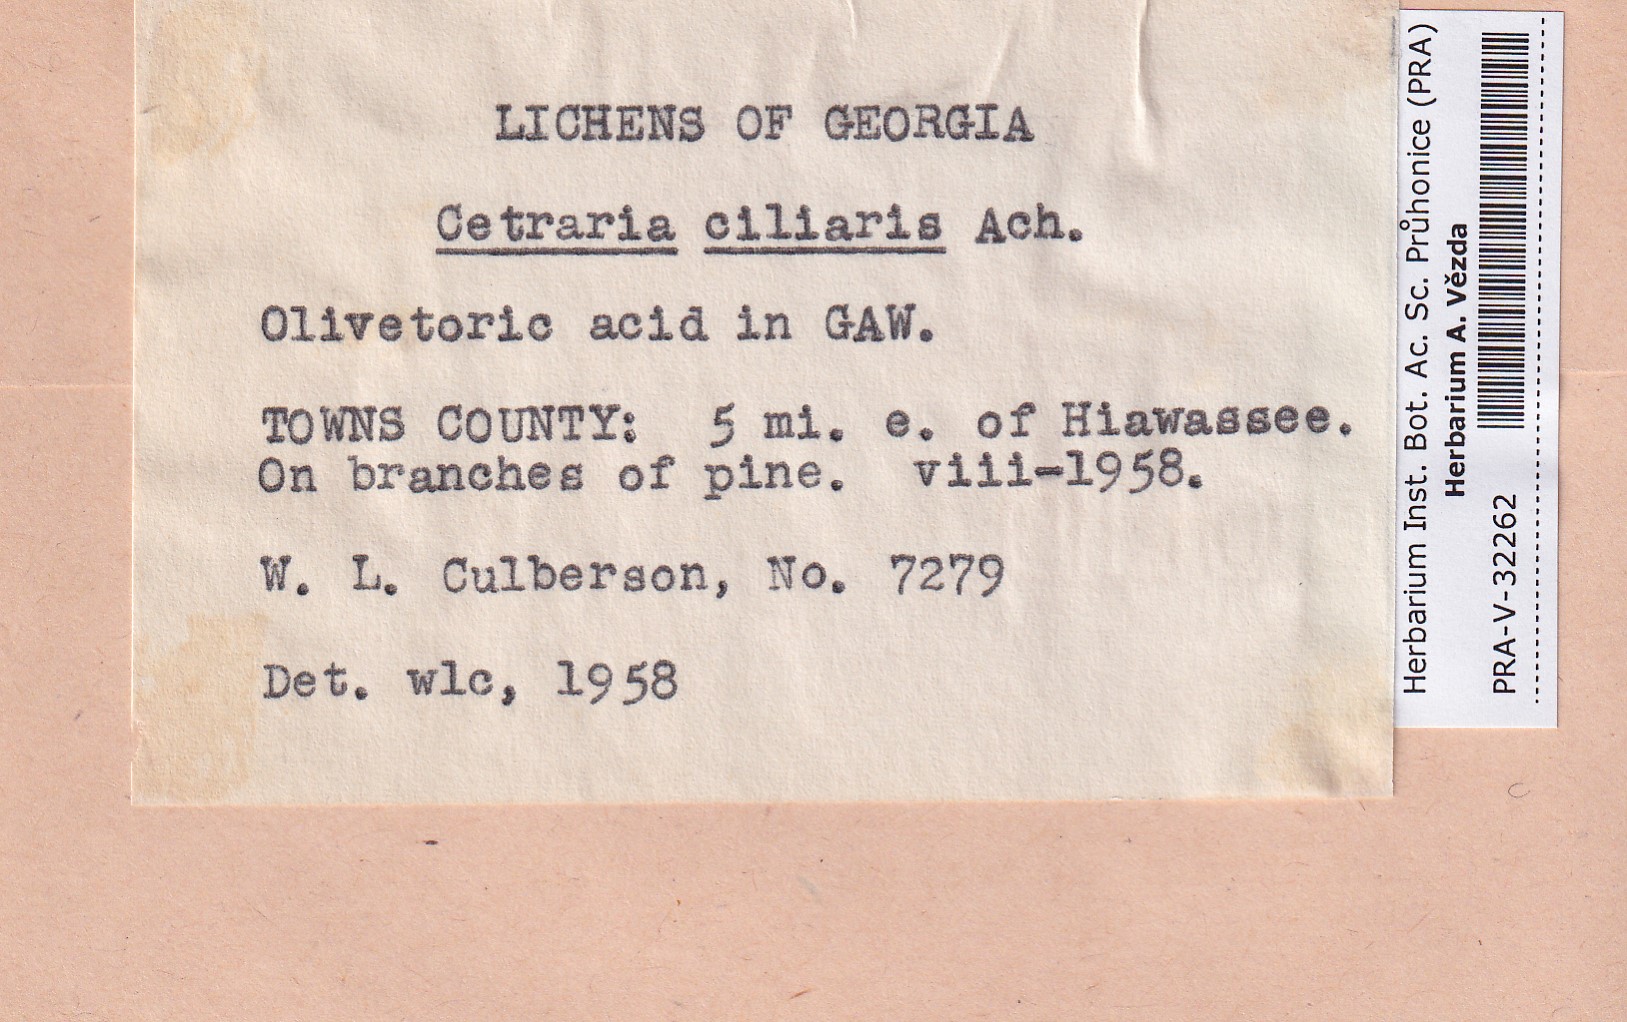 LICHENS OF GEORGIA
Cetraria ciliaris Ach.
Olivetoric acid in GAW.
TOWNS COUNTY: 5 mi. e. of Hiawassee.
On branches of pine. viii-1958.
W. L. Culberson, No. 7279
Det. wlc, 1958
Herbarium Inst. Bot. Ac. Sc. Průhonice (PRA)
Herbarium A. Vězda
PRA-V-32262